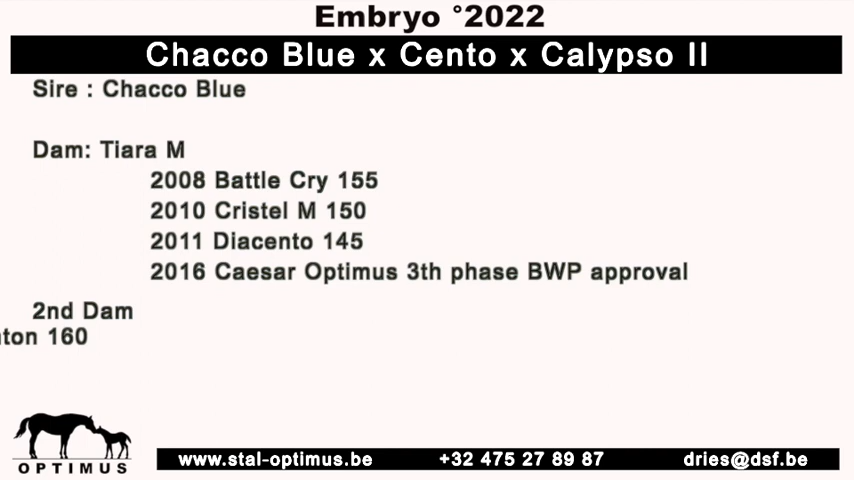 Embryo °2022
Chacco Blue x Cento x Calypso II
Sire : Chacco Blue
Dam: Tiara M
2008 Battle Cry 155
2010 Cristel M 150
2011 Diacento 145
2016 Caesar Optimus 3th phase BWP approval
2nd Dam
160
OPTIMUS
www.stal-optimus.be +32 475 27 89 87 dries@dsf.be